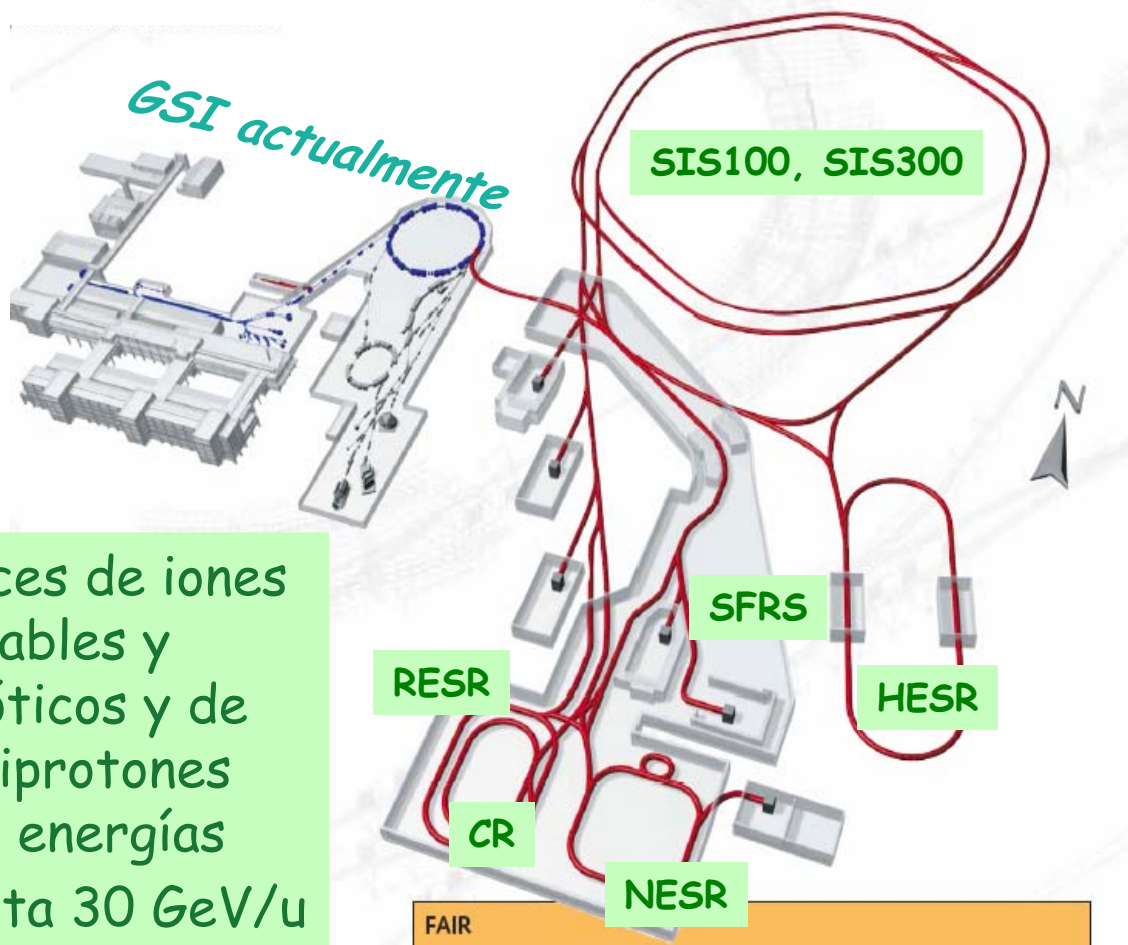 GSI actualmente
SIS100, SIS300
N
SFRS
RESR
HESR
CR
NESR
ces de iones
ables y
óticos y de
iprotones
energías
ta 30 GeV/u
FAIR